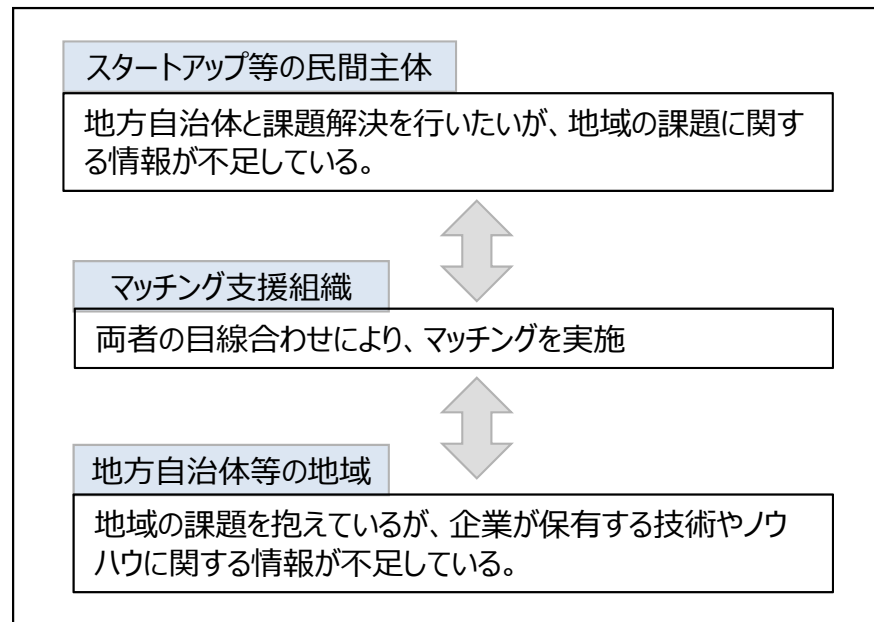 スタートアップ等の民間主体
地方自治体と課題解決を行いたいが、地域の課題に関す
る情報が不足している。
マッチング支援組織
両者の目線合わせにより、マッチングを実施
地方自治体等の地域
地域の課題を抱えているが、企業が保有する技術やノウ
ハウに関する情報が不足している。